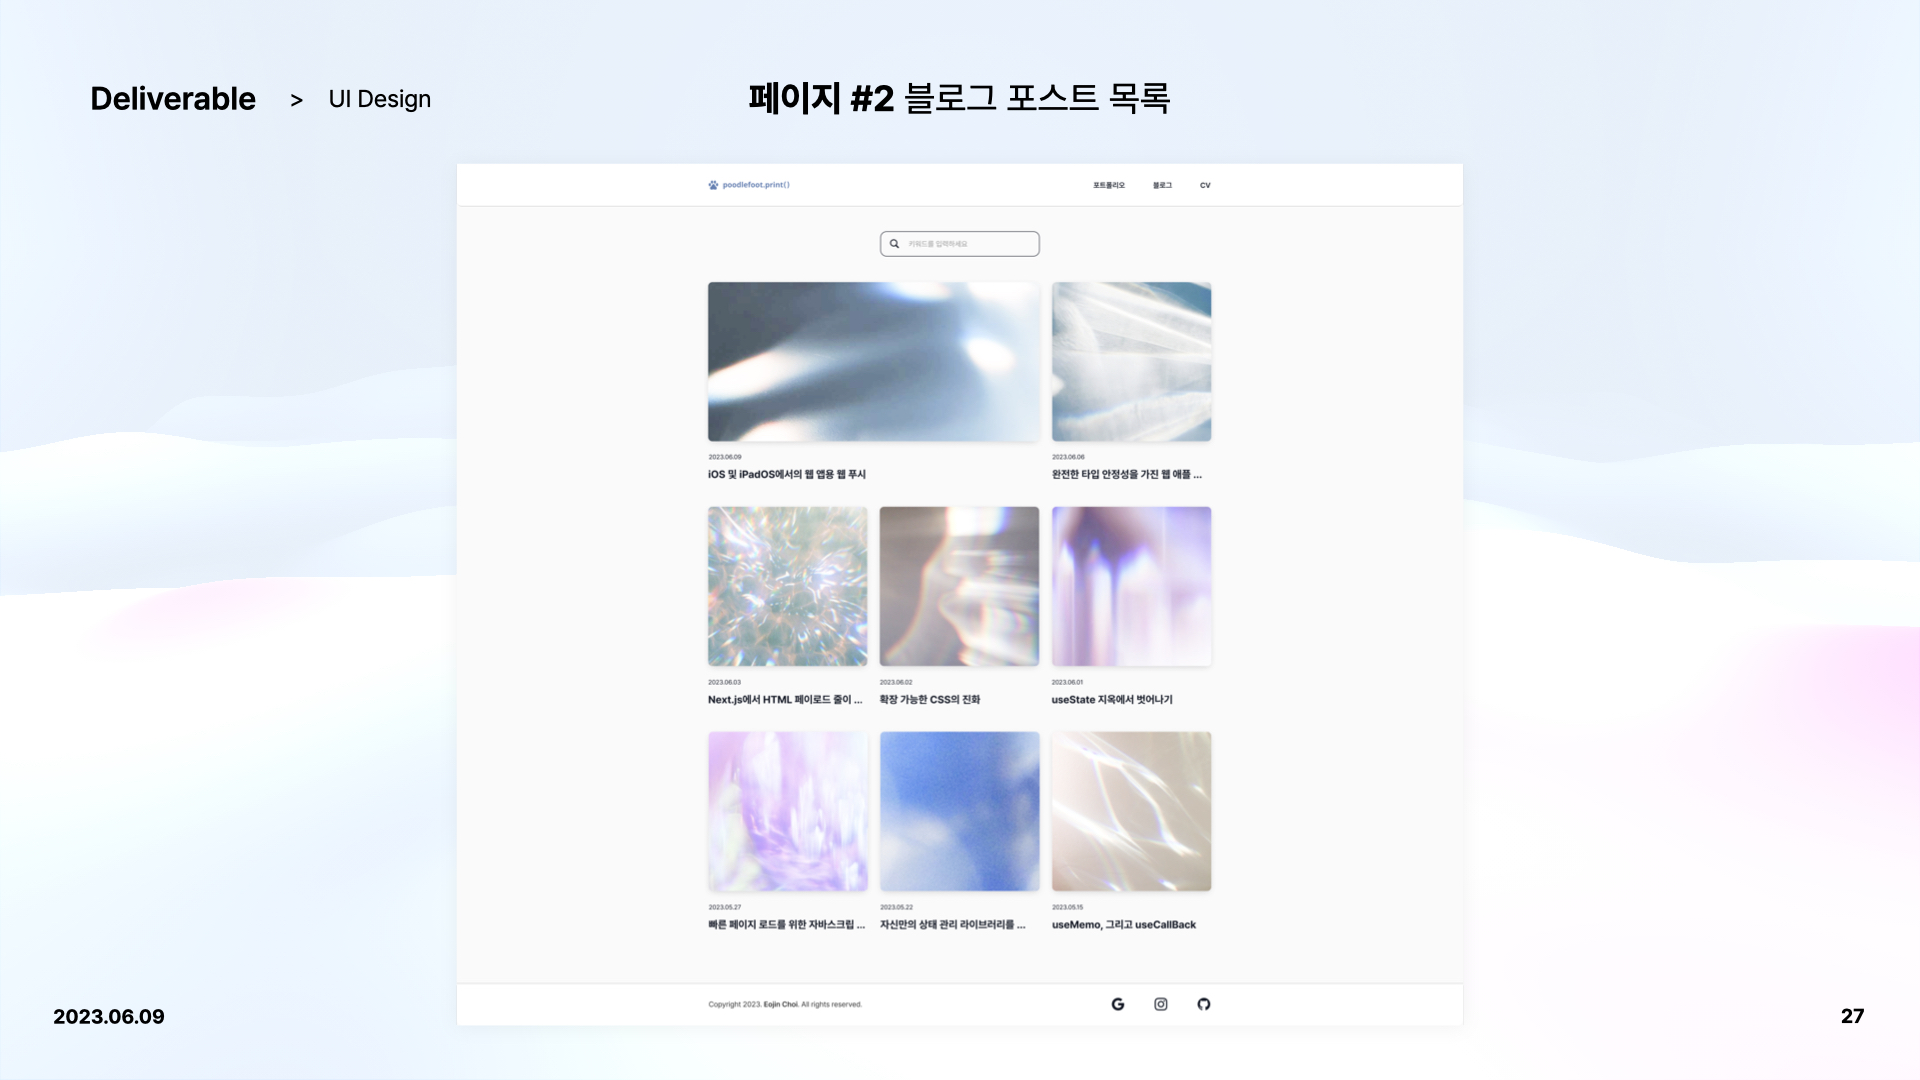 Deliverable > UI Design
페이지 #2 블로그 포스트 목록
poodlefoot.print()
포트폴리오
블로그
CV
키워드를 입력하세요
2023.06.09
iOS 및 iPadOS에서의 웹 앱용 웹 푸시
2023.06.06
완전한 타입 안정성을 가진 웹 애플 ...
2023.06.03
Next.js에서 HTML 페이로드 줄이 ...
2023.06.02
확장 가능한 CSS의 진화
2023.06.01
useState 지옥에서 벗어나기
2023.05.27
빠른 페이지 로드를 위한 자바스크립 ...
2023.05.22
자신만의 상태 관리 라이브러리를 ...
2023.05.15
useMemo, 그리고 useCallBack
Copyright 2023. Eojin Choi. All rights reserved.
2023.06.09
27